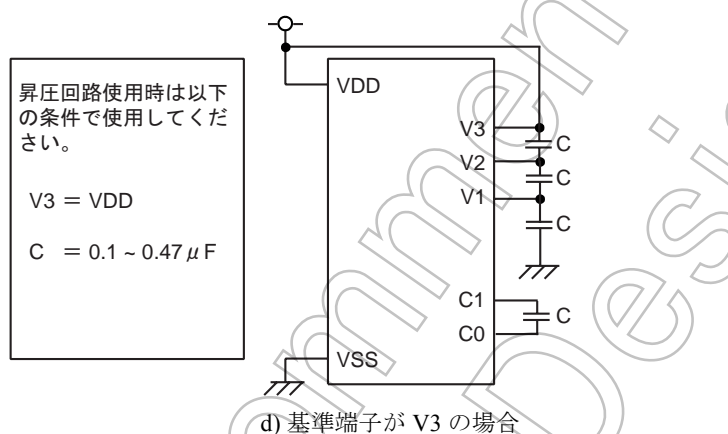 昇圧回路使用時は以下
の条件で使用してくだ
さい。
V3 = VDD
C = 0.1 ~ 0.47 μ F
VDD
V3
C
V2
C
V1
C
C1
C
C0
VSS
d) 基準端子が V3 の場合